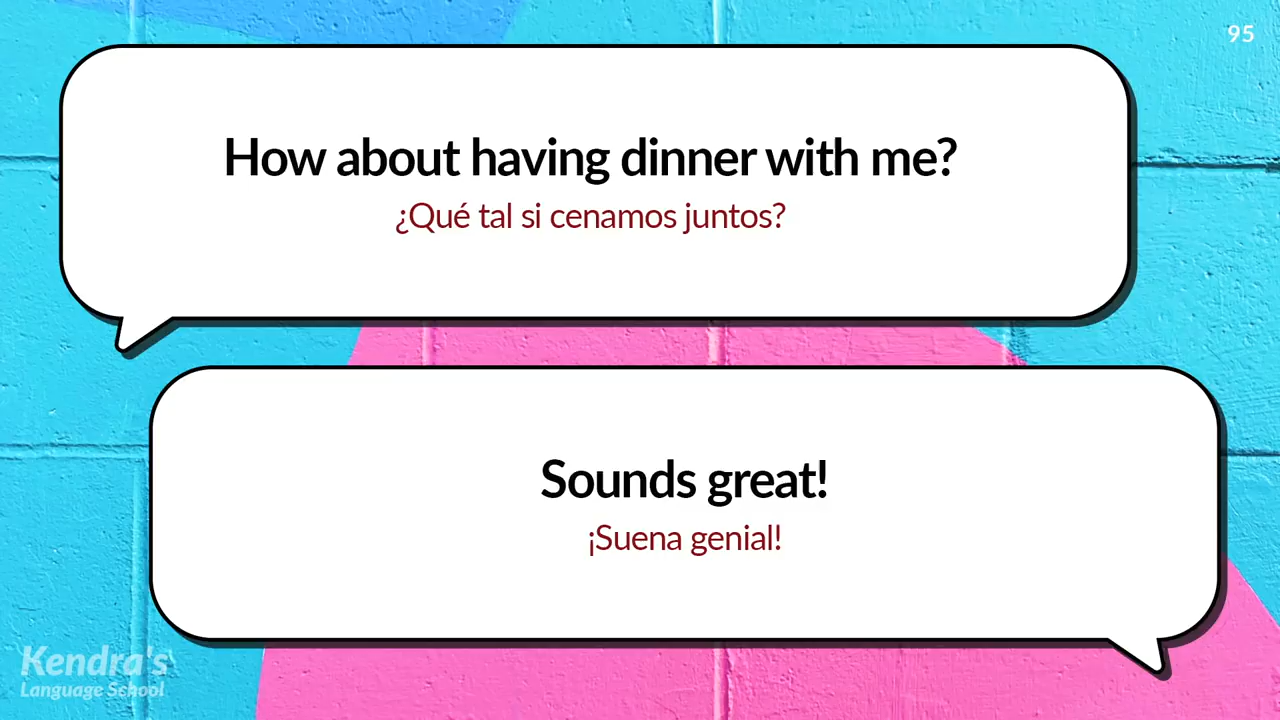 95
How about having dinner with me?
¿Qué tal si cenamos juntos?
Sounds great!
¡Suena genial!
Kendra's
Language School